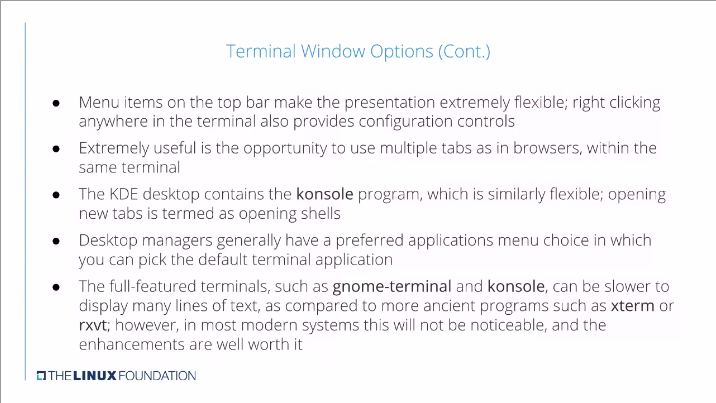 Terminal Window Options (Cont.)
● Menu items on the top bar make the presentation extremely flexible; right clicking
anywhere in the terminal also provides configuration controls
● Extremely useful is the opportunity to use multiple tabs as in browsers, within the
same terminal
● The KDE desktop contains the konsole program, which is similarly flexible; opening
new tabs is termed as opening shells
● Desktop managers generally have a preferred applications menu choice in which
you can pick the default terminal application
● The full-featured terminals, such as gnome-terminal and konsole, can be slower to
display many lines of text, as compared to more ancient programs such as xterm or
rxvt; however, in most modern systems this will not be noticeable, and the
enhancements are well worth it
THE LINUX FOUNDATION